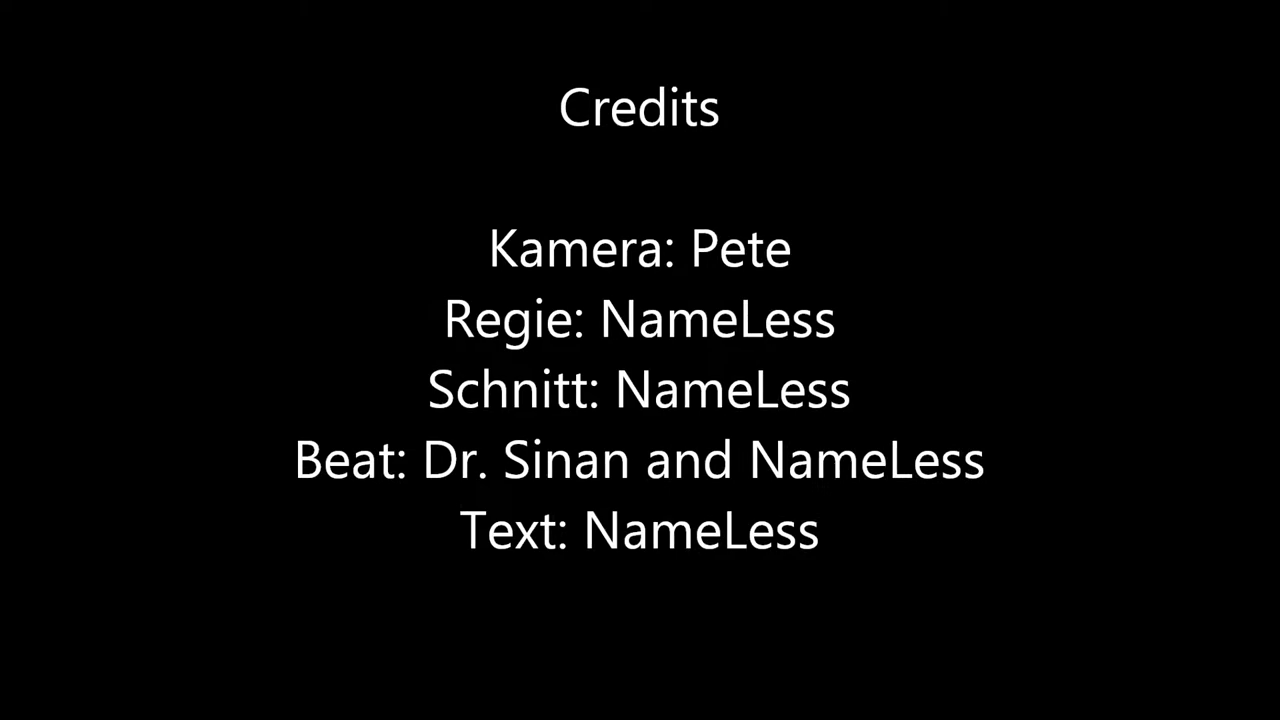 Credits
Kamera: Pete
Regie: NameLess
Schnitt: NameLess
Beat: Dr. Sinan and NameLess
Text: NameLess